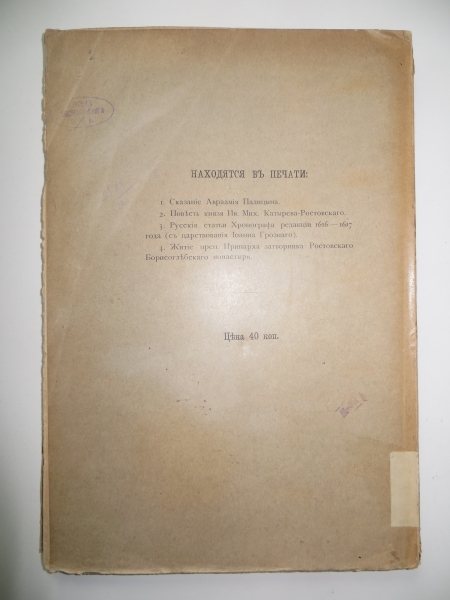 НАХОДЯТСЯ ВЪ ПЕЧАТИ:
1. Сказаніе Авраамія Палицына.
2. Повѣсть князя Ив. Мих. Катырева-Ростовскаго.
3. Русскія статьи Хронографа редакціи 1616—1617
года (съ царствованія Іоанна Грознаго).
4. Житіе преп. Иринарха затворника Ростовскаго
Борисоглѣбскаго монастыря.
Цѣна 40 коп.